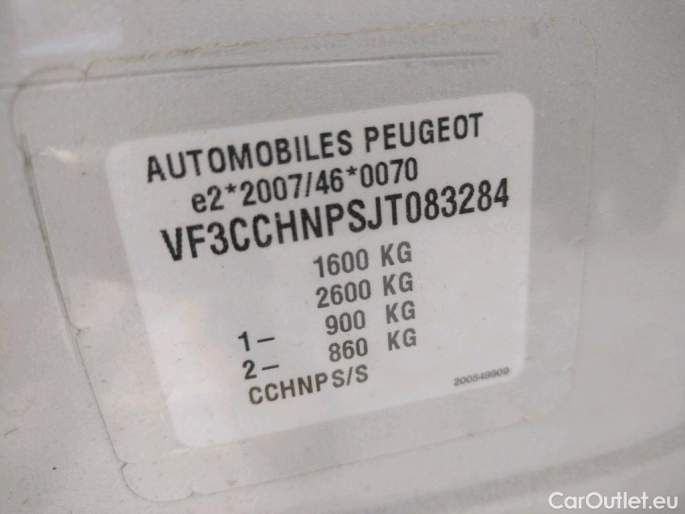 AUTOMOBILES PEUGEOT
e2*2007/46*0070
VF3CCHNPSJT083284
1600 KG
2600 KG
1- 900 KG
2- 860 KG
CCHNPS/S
200849909
CarOutlet.eu